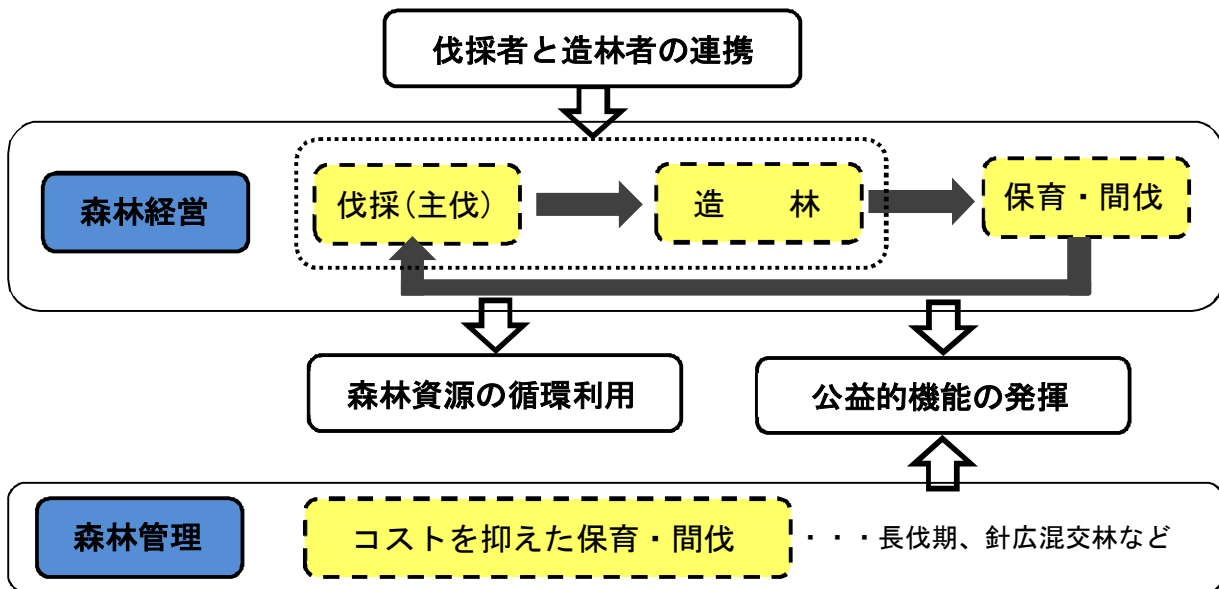 伐採者と造林者の連携
森林経営
伐採(主伐)
造　　林
保育・間伐
森林資源の循環利用
公益的機能の発揮
森林管理
コストを抑えた保育・間伐
・・・長伐期、針広混交林など